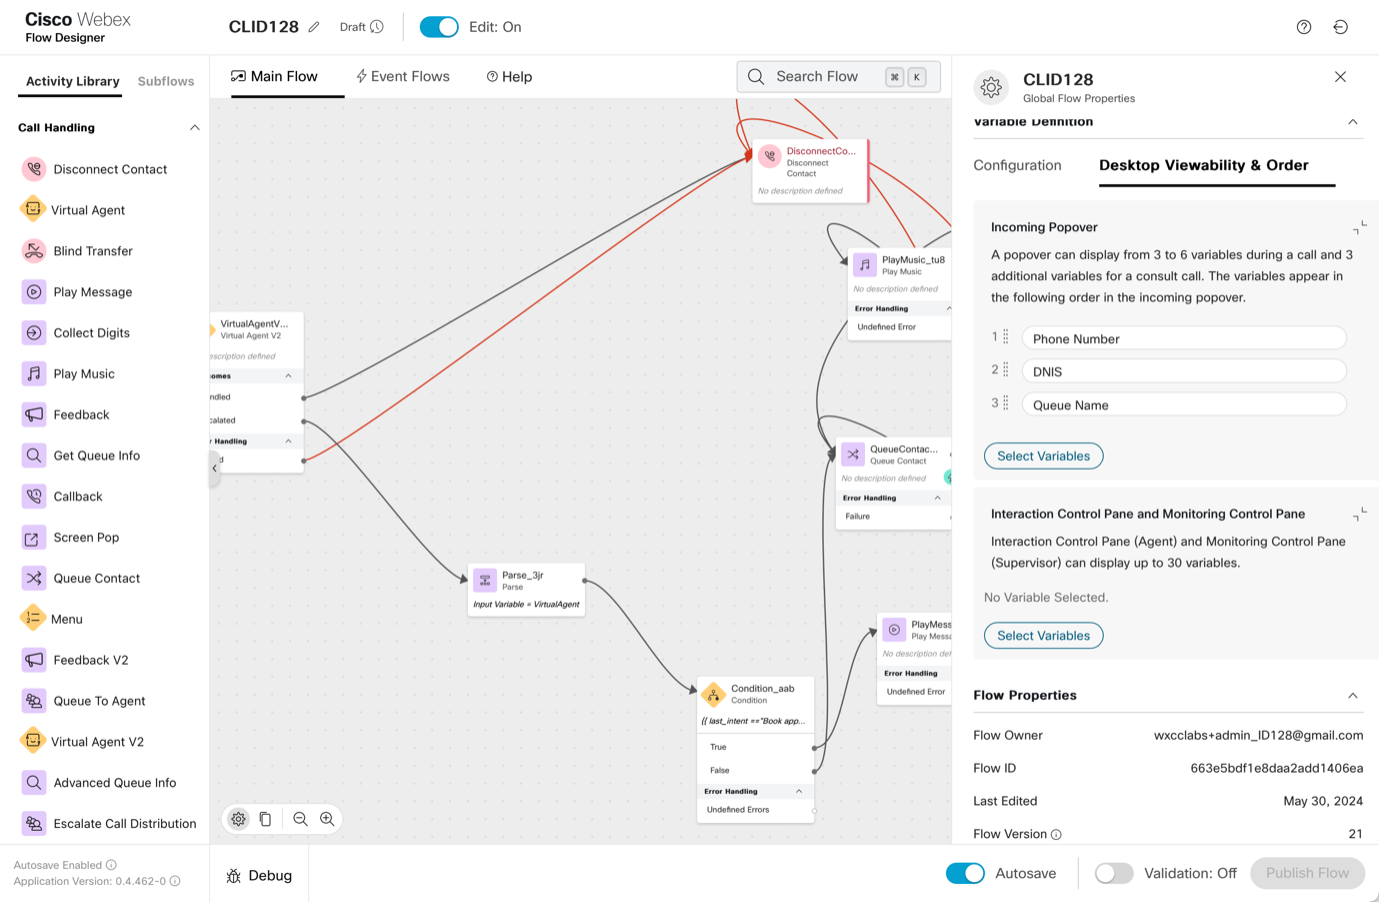 Cisco Webex
Flow Designer
CLID128
Draft
Edit: On
Activity Library
Subflows
Call Handling
Disconnect Contact
Virtual Agent
Blind Transfer
Play Message
Collect Digits
Play Music
Feedback
Get Queue Info
Callback
Screen Pop
Queue Contact
Menu
Feedback V2
Queue To Agent
Virtual Agent V2
Advanced Queue Info
Escalate Call Distribution
Autosave Enabled
Application Version: 0.4.462-0
Main Flow
Event Flows
Help
Search Flow
⌘ K
DisconnectCo...
Disconnect
Contact
No description defined
PlayMusic_tu8
Play Music
No description defined
Error Handling
Undefined Error
VirtualAgentV...
Virtual Agent V2
escription defined
omes
ndled
calated
r Handling
d
QueueContac...
Queue Contact
No description defined
Error Handling
Failure
Parse_3jr
Parse
Input Variable = VirtualAgent
PlayMess
Play Messa
No description def
Error Handling
Undefined Error
Condition_aab
Condition
{{ last_intent =="Book app...
True
False
Error Handling
Undefined Errors
Debug
CLID128
Global Flow Properties
Variable Definition
Configuration
Desktop Viewability & Order
Incoming Popover
A popover can display from 3 to 6 variables during a call and 3
additional variables for a consult call. The variables appear in
the following order in the incoming popover.
1 Phone Number
2 DNIS
3 Queue Name
Select Variables
Interaction Control Pane and Monitoring Control Pane
Interaction Control Pane (Agent) and Monitoring Control Pane
(Supervisor) can display up to 30 variables.
No Variable Selected.
Select Variables
Flow Properties
Flow Owner wxcclabs+admin_ID128@gmail.com
Flow ID 663e5bdf1e8daa2add1406ea
Last Edited May 30, 2024
Flow Version 21
Autosave
Validation: Off
Publish Flow